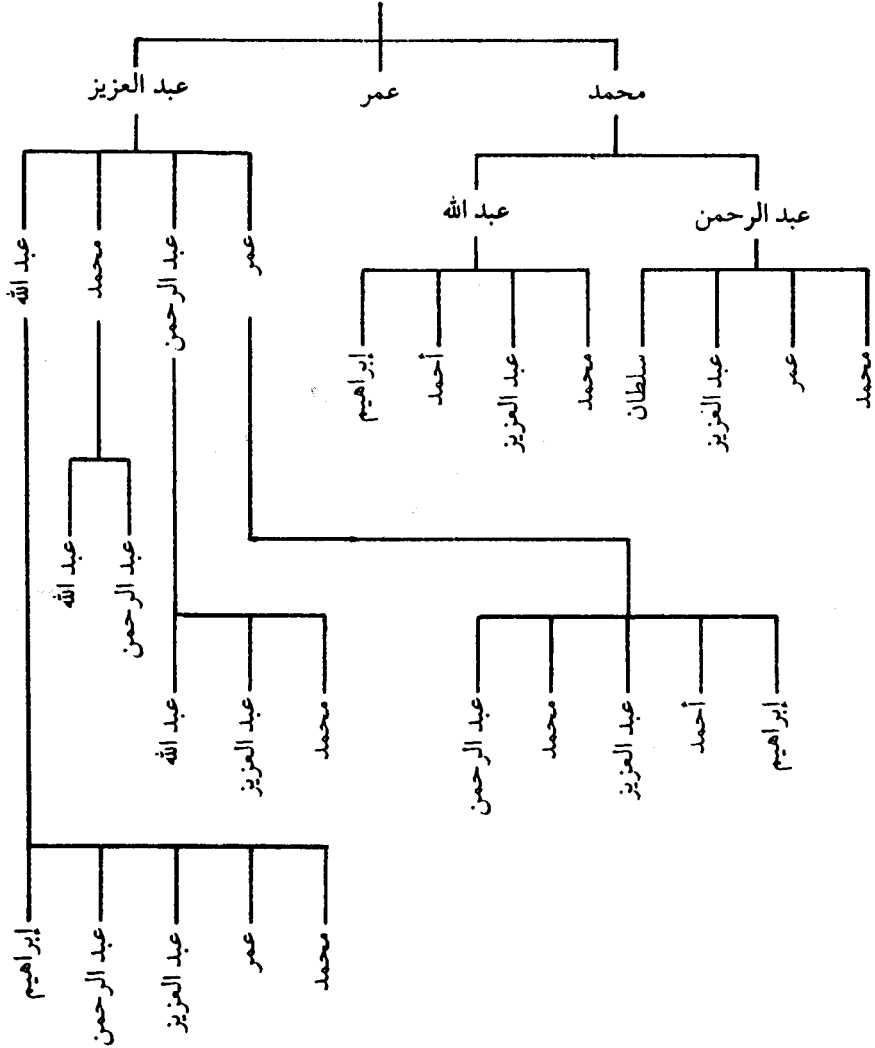 محمد
عمر
عبد العزيز
عبد الرحمن
عبد الله
عمر
عبد الرحمن
محمد
عبد الله
محمد
عمر
عبد العزيز
سلطان
محمد
عبد العزيز
أحمد
إبراهيم
عبد الرحمن
عبد الله
إبراهيم
أحمد
عبد العزيز
محمد
عبد الرحمن
محمد
عبد العزيز
عبد الله
محمد
عمر
عبد العزيز
عبد الرحمن
إبراهيم